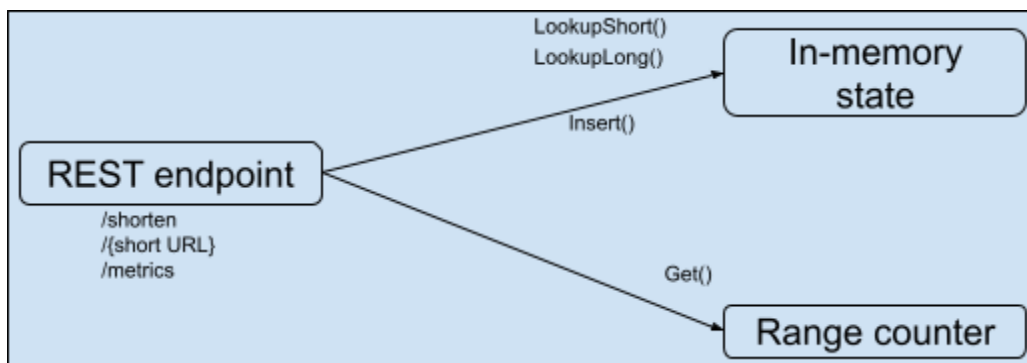 LookupShort()
LookupLong()
In-memory
state
Insert()
REST endpoint
/shorten
/{short URL}
/metrics
Get()
Range counter